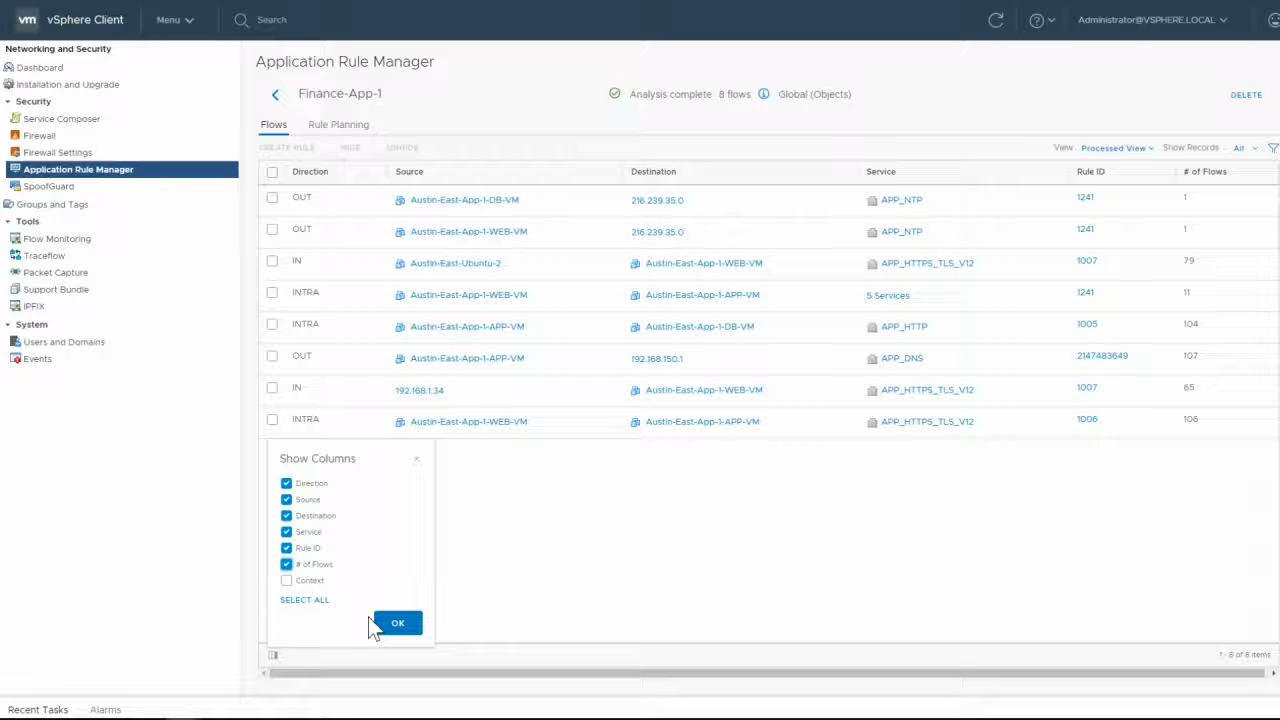 vm vSphere Client Menu Search Administrator@VSPHERE.LOCAL
Networking and Security
Dashboard
Installation and Upgrade
Security
Service Composer
Firewall
Firewall Settings
Application Rule Manager
SpoofGuard
Groups and Tags
Tools
Flow Monitoring
Traceflow
Packet Capture
Support Bundle
IPFIX
System
Users and Domains
Events
Application Rule Manager
Finance-App-1 Analysis complete 8 flows Global (Objects) DELETE
Flows Rule Planning
CREATE RULE HIDE UNHIDE View Processed View Show Records All
Direction Source Destination Service Rule ID # of Flows
OUT Austin-East-App-1-DB-VM 216.239.35.0 APP_NTP 1241 1
OUT Austin-East-App-1-WEB-VM 216.239.35.0 APP_NTP 1241 1
IN Austin-East-Ubuntu-2 Austin-East-App-1-WEB-VM APP_HTTPS_TLS_V12 1007 79
INTRA Austin-East-App-1-WEB-VM Austin-East-App-1-APP-VM 5 Services 1241 11
INTRA Austin-East-App-1-APP-VM Austin-East-App-1-DB-VM APP_HTTP 1005 104
OUT Austin-East-App-1-APP-VM 192.168.150.1 APP_DNS 2147483649 107
IN 192.168.1.34 Austin-East-App-1-WEB-VM APP_HTTPS_TLS_V12 1007 65
INTRA Austin-East-App-1-WEB-VM Austin-East-App-1-APP-VM APP_HTTPS_TLS_V12 1006 106
Show Columns
Direction
Source
Destination
Service
Rule ID
# of Flows
Context
SELECT ALL
OK
1 - 8 of 8 items
Recent Tasks Alarms